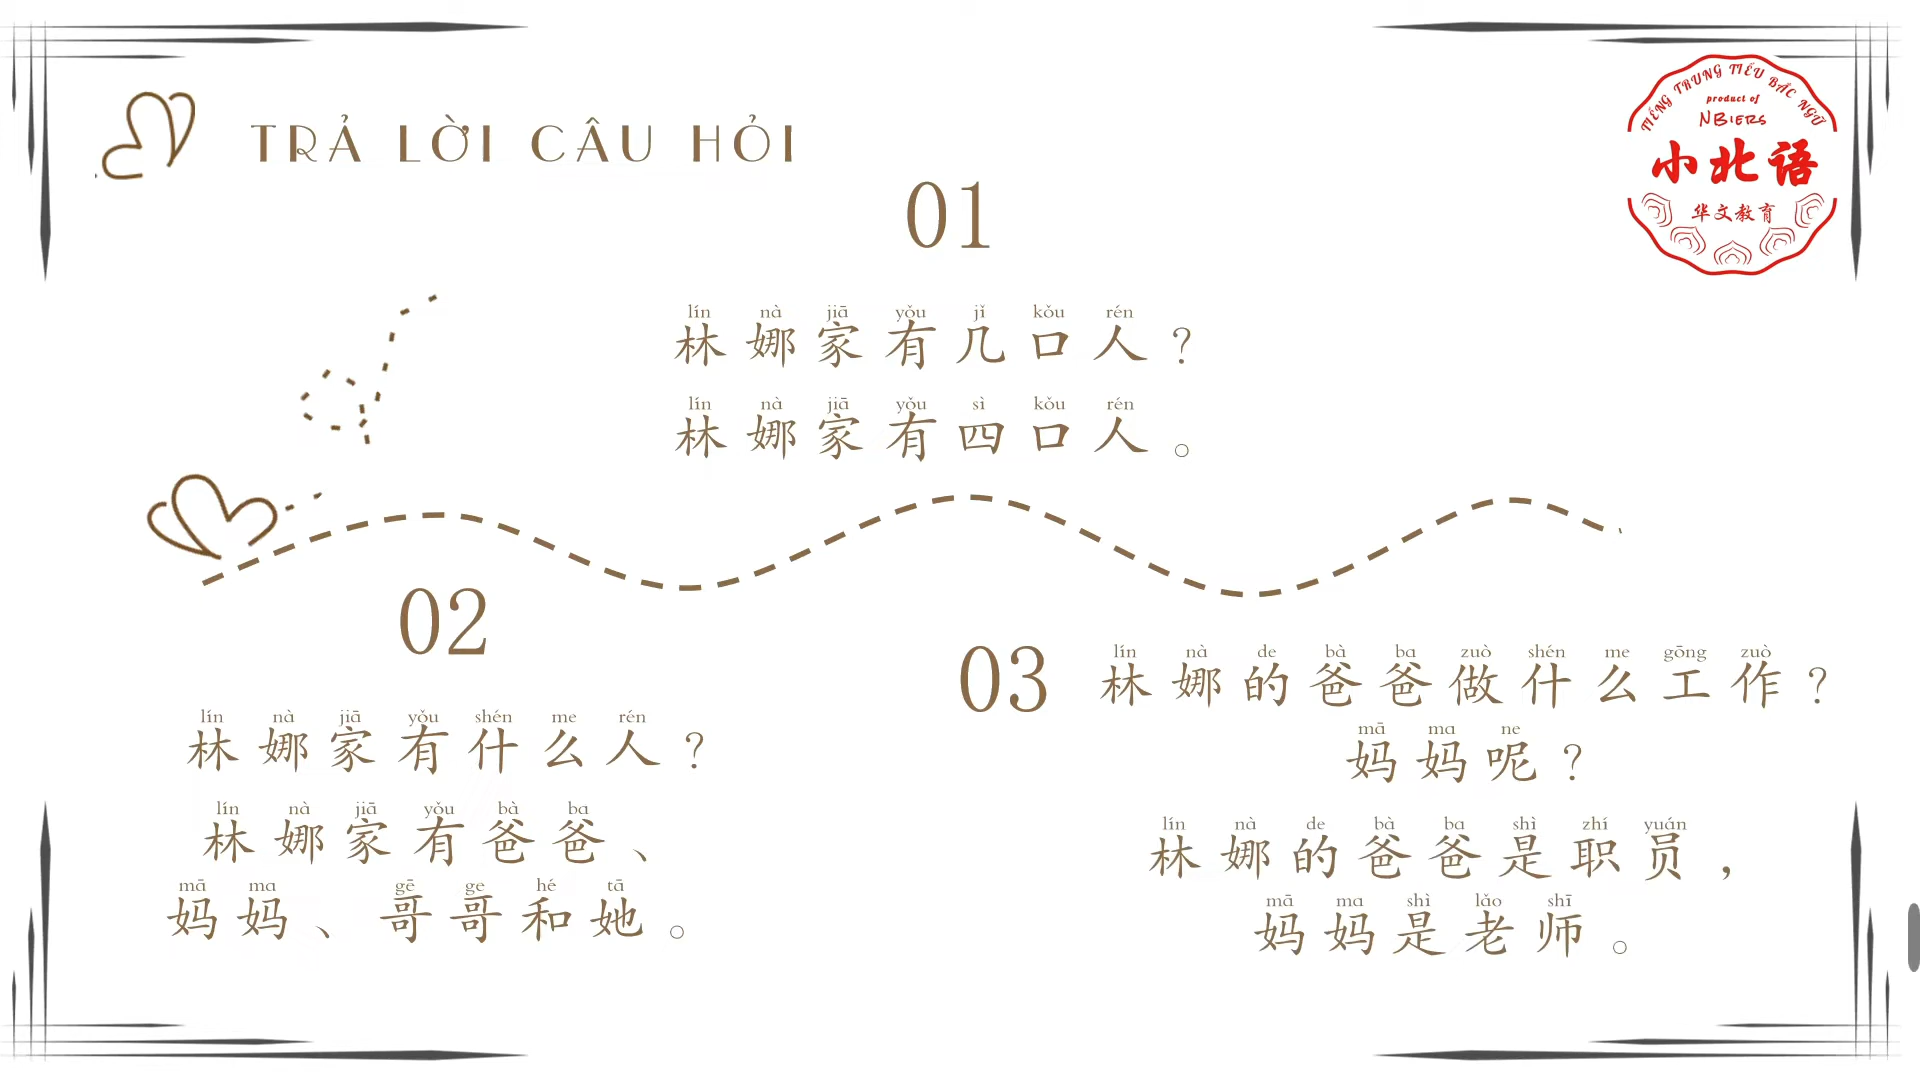 TRẢ LỜI CÂU HỎI
TIẾNG TRUNG TIỂU BẮC NGỮ
product of
NBIERS
小北语
华文教育
01
lín nà jiā yǒu jǐ kǒu rén
林娜家有几口人？
lín nà jiā yǒu sì kǒu rén
林娜家有四口人。
02
lín nà jiā yǒu shén me rén
林娜家有什么人？
lín nà jiā yǒu bà ba
林娜家有爸爸、
mā ma gē ge hé tā
妈妈、哥哥和她。
03
lín nà de bà ba zuò shén me gōng zuò
林娜的爸爸做什么工作？
mā ma ne
妈妈呢？
lín nà de bà ba shì zhí yuán
林娜的爸爸是职员，
mā ma shì lǎo shī
妈妈是老师。